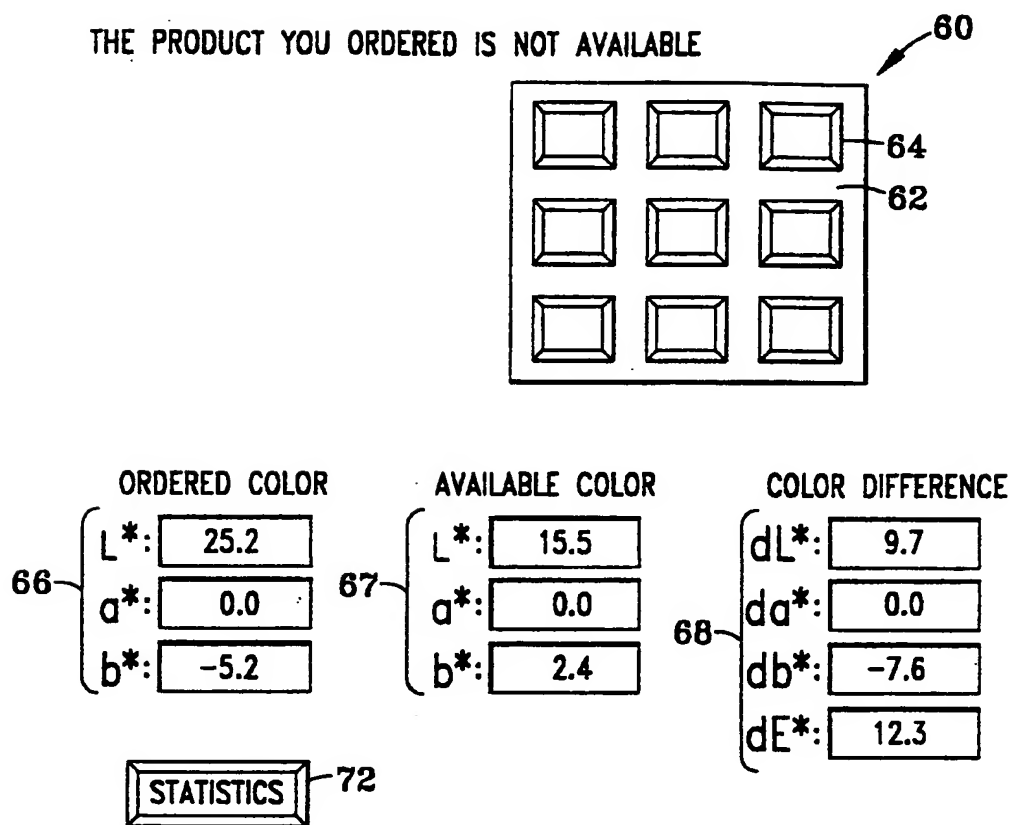 THE PRODUCT YOU ORDERED IS NOT AVAILABLE
60
64
62
ORDERED COLOR
66
L*: 25.2
a*: 0.0
b*: -5.2
AVAILABLE COLOR
67
L*: 15.5
a*: 0.0
b*: 2.4
COLOR DIFFERENCE
68
dL*: 9.7
da*: 0.0
db*: -7.6
dE*: 12.3
STATISTICS
72